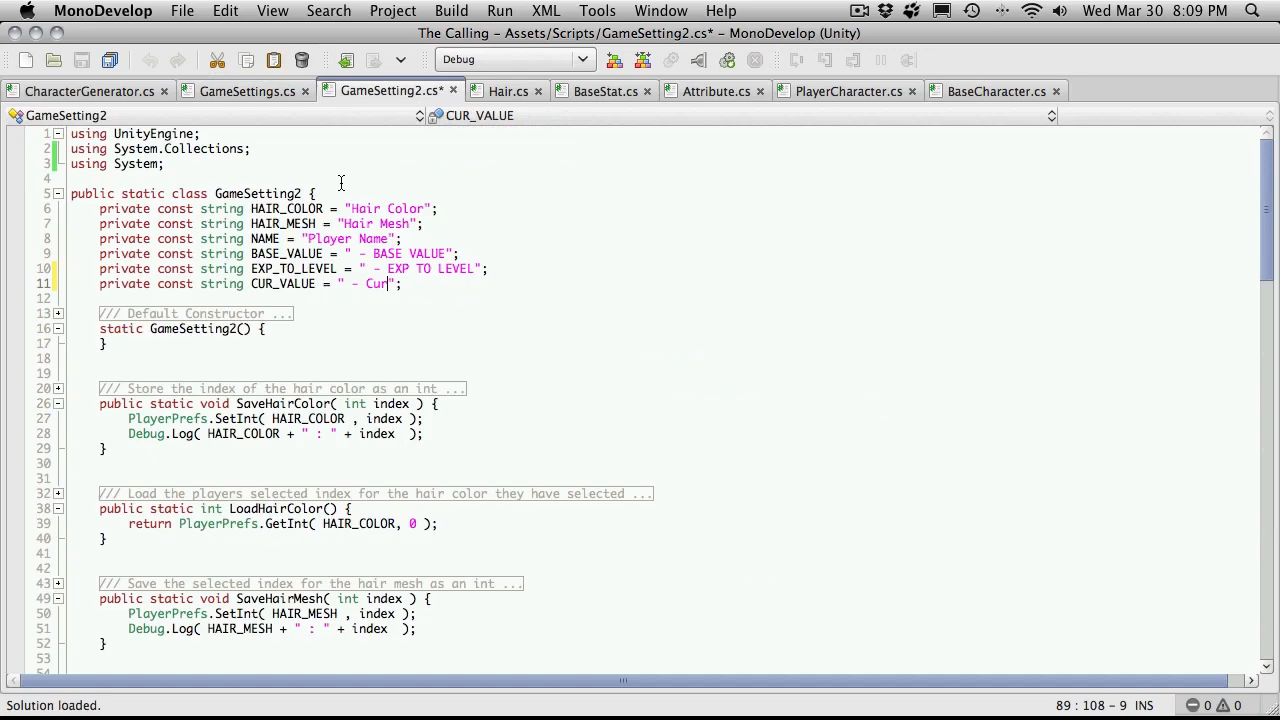 MonoDevelop File Edit View Search Project Build Run XML Tools Window Help Wed Mar 30 8:09 PM
The Calling - Assets/Scripts/GameSetting2.cs* - MonoDevelop (Unity)
Debug
CharacterGenerator.cs GameSettings.cs GameSetting2.cs* Hair.cs BaseStat.cs Attribute.cs PlayerCharacter.cs BaseCharacter.cs
GameSetting2 CUR_VALUE
1 using UnityEngine;
2 using System.Collections;
3 using System;
4
5 public static class GameSetting2 {
6 private const string HAIR_COLOR = "Hair Color";
7 private const string HAIR_MESH = "Hair Mesh";
8 private const string NAME = "Player Name";
9 private const string BASE_VALUE = " - BASE VALUE";
10 private const string EXP_TO_LEVEL = " - EXP TO LEVEL";
11 private const string CUR_VALUE = " - Cur";
12
13 /// Default Constructor ...
16 static GameSetting2() {
17 }
18
19
20 /// Store the index of the hair color as an int ...
26 public static void SaveHairColor( int index ) {
27 PlayerPrefs.SetInt( HAIR_COLOR , index );
28 Debug.Log( HAIR_COLOR + " : " + index );
29 }
30
31
32 /// Load the players selected index for the hair color they have selected ...
38 public static int LoadHairColor() {
39 return PlayerPrefs.GetInt( HAIR_COLOR, 0 );
40 }
41
42
43 /// Save the selected index for the hair mesh as an int ...
49 public static void SaveHairMesh( int index ) {
50 PlayerPrefs.SetInt( HAIR_MESH , index );
51 Debug.Log( HAIR_MESH + " : " + index );
52 }
53
Solution loaded. 89 : 108 - 9 INS 0 0